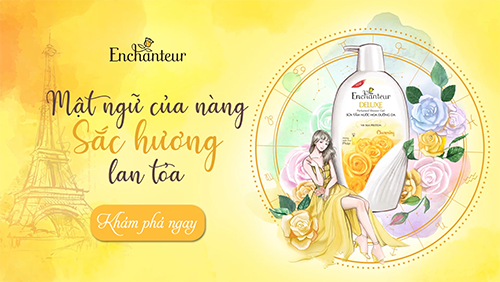 Enchanteur
Mật ngữ của nàng
Sắc hương
lan tỏa
Khám phá ngay
Enchanteur
DELUXE
SỮA TẮM NƯỚC HOA DƯỠNG DA
Charming